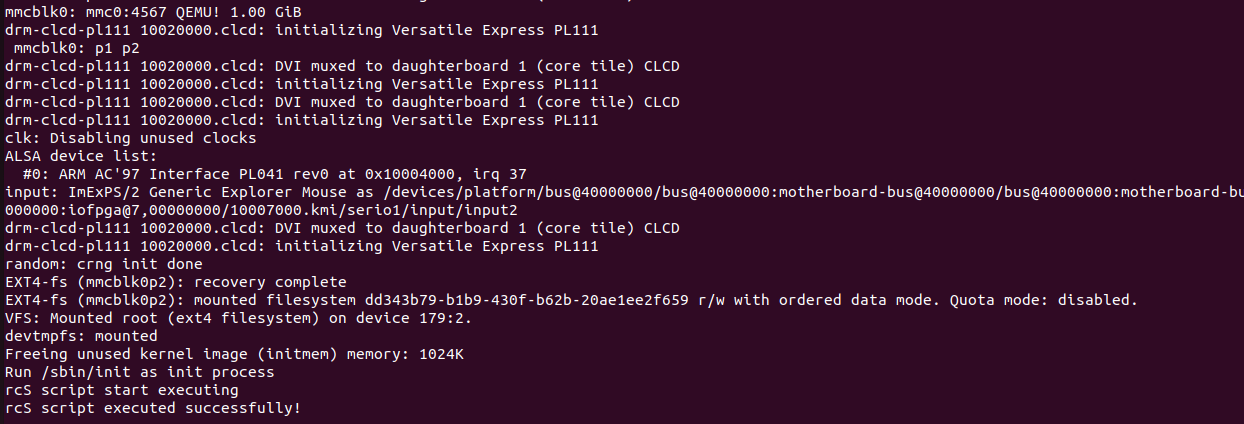 mmcblk0: mmc0:4567 QEMU! 1.00 GiB
drm-clcd-pl111 10020000.clcd: initializing Versatile Express PL111
 mmcblk0: p1 p2
drm-clcd-pl111 10020000.clcd: DVI muxed to daughterboard 1 (core tile) CLCD
drm-clcd-pl111 10020000.clcd: initializing Versatile Express PL111
drm-clcd-pl111 10020000.clcd: DVI muxed to daughterboard 1 (core tile) CLCD
drm-clcd-pl111 10020000.clcd: initializing Versatile Express PL111
clk: Disabling unused clocks
ALSA device list:
  #0: ARM AC'97 Interface PL041 rev0 at 0x10004000, irq 37
input: ImExPS/2 Generic Explorer Mouse as /devices/platform/bus@40000000/bus@40000000:motherboard-bus@40000000/bus@40000000:motherboard-bu
000000:iofpga@7,00000000/10007000.kmi/serio1/input/input2
drm-clcd-pl111 10020000.clcd: DVI muxed to daughterboard 1 (core tile) CLCD
drm-clcd-pl111 10020000.clcd: initializing Versatile Express PL111
random: crng init done
EXT4-fs (mmcblk0p2): recovery complete
EXT4-fs (mmcblk0p2): mounted filesystem dd343b79-b1b9-430f-b62b-20ae1ee2f659 r/w with ordered data mode. Quota mode: disabled.
VFS: Mounted root (ext4 filesystem) on device 179:2.
devtmpfs: mounted
Freeing unused kernel image (initmem) memory: 1024K
Run /sbin/init as init process
rcS script start executing
rcS script executed successfully!